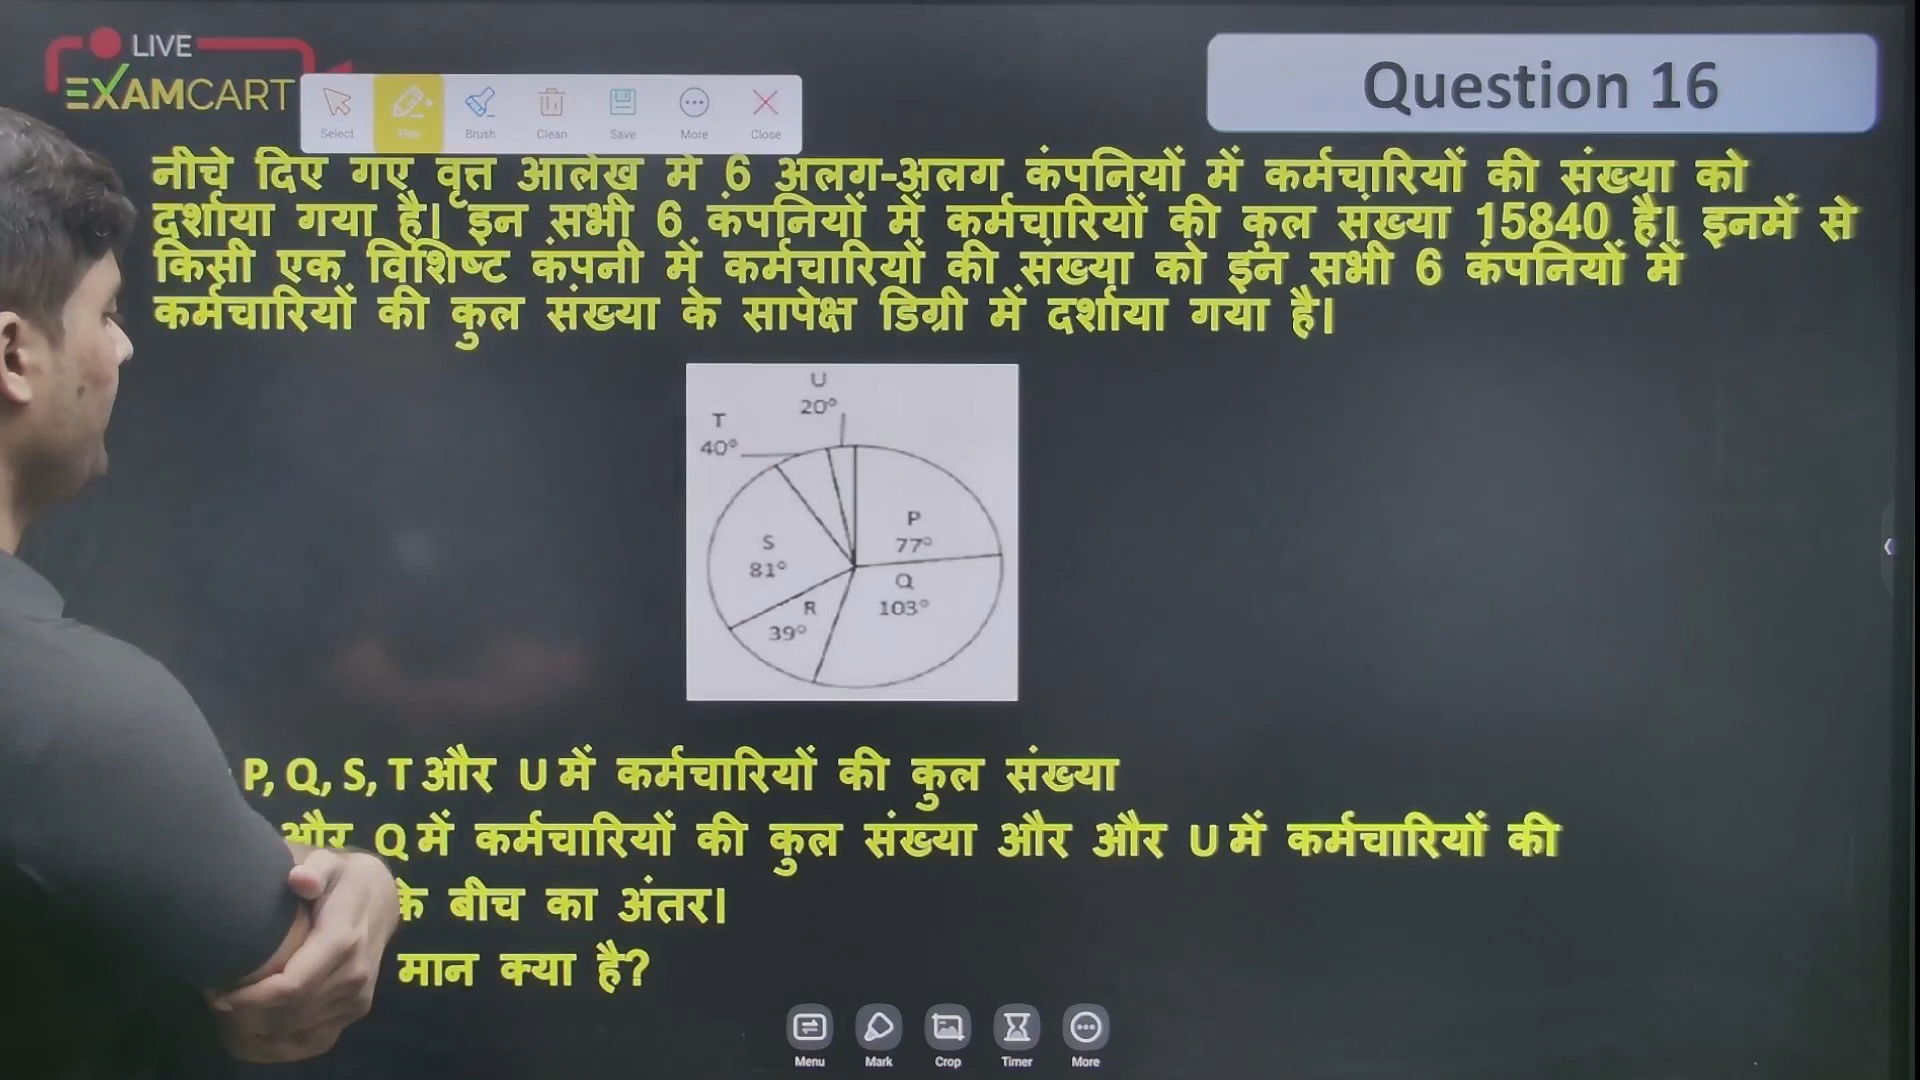 LIVE
EXAMCART
Select
Pen
Brush
Clean
Save
More
Close
Question 16
नीचे दिए गए वृत्त आलेख में 6 अलग-अलग कंपनियों में कर्मचारियों की संख्या को
दर्शाया गया है। इन सभी 6 कंपनियों में कर्मचारियों की कुल संख्या 15840 है। इनमें से
किसी एक विशिष्ट कंपनी में कर्मचारियों की संख्या को इन सभी 6 कंपनियों में
कर्मचारियों की कुल संख्या के सापेक्ष डिग्री में दर्शाया गया है।
U
20°
T
40°
P
77°
S
81°
Q
103°
R
39°
P, Q, S, T और U में कर्मचारियों की कुल संख्या
और Q में कर्मचारियों की कुल संख्या और और U में कर्मचारियों की
के बीच का अंतर।
मान क्या है?
Menu
Mark
Crop
Timer
More